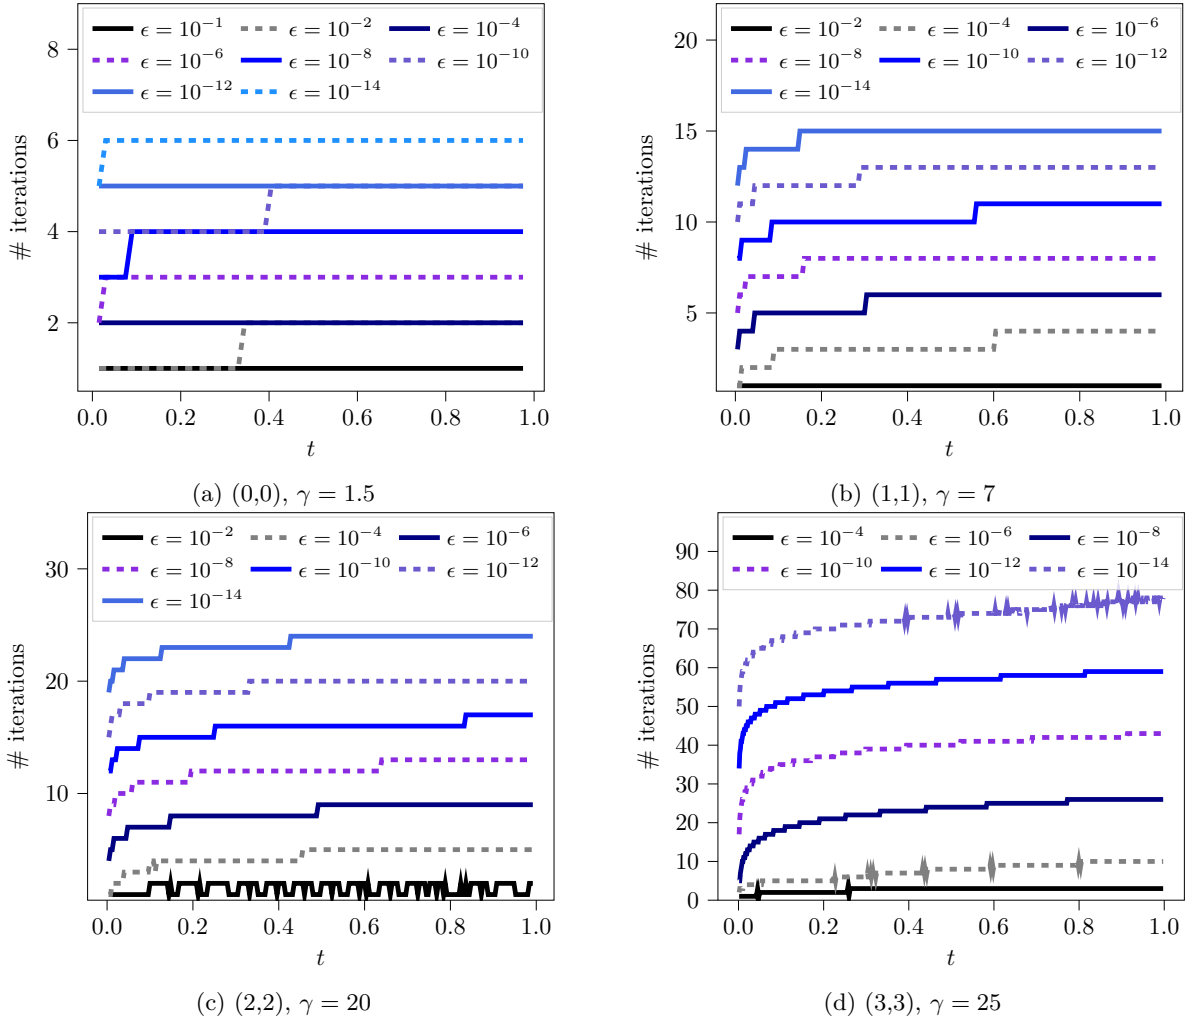 ϵ = 10⁻¹ ϵ = 10⁻² ϵ = 10⁻⁴
ϵ = 10⁻⁶ ϵ = 10⁻⁸ ϵ = 10⁻¹⁰
ϵ = 10⁻¹² ϵ = 10⁻¹⁴
8
6
4
2
# iterations
0.0 0.2 0.4 0.6 0.8 1.0
t
(a) (0,0), γ = 1.5
ϵ = 10⁻² ϵ = 10⁻⁴ ϵ = 10⁻⁶
ϵ = 10⁻⁸ ϵ = 10⁻¹⁰ ϵ = 10⁻¹²
ϵ = 10⁻¹⁴
20
15
10
5
# iterations
0.0 0.2 0.4 0.6 0.8 1.0
t
(b) (1,1), γ = 7
ϵ = 10⁻² ϵ = 10⁻⁴ ϵ = 10⁻⁶
ϵ = 10⁻⁸ ϵ = 10⁻¹⁰ ϵ = 10⁻¹²
ϵ = 10⁻¹⁴
30
20
10
# iterations
0.0 0.2 0.4 0.6 0.8 1.0
t
(c) (2,2), γ = 20
ϵ = 10⁻⁴ ϵ = 10⁻⁶ ϵ = 10⁻⁸
ϵ = 10⁻¹⁰ ϵ = 10⁻¹² ϵ = 10⁻¹⁴
90
80
70
60
50
40
30
20
10
0
# iterations
0.0 0.2 0.4 0.6 0.8 1.0
t
(d) (3,3), γ = 25